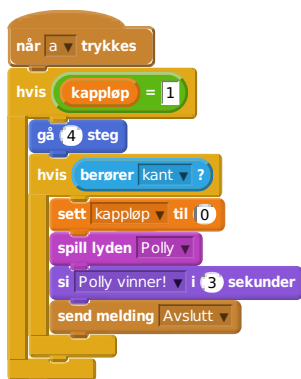 når a trykkes
hvis kappløp = 1
gå 4 steg
hvis berører kant ?
sett kappløp til 0
spill lyden Polly
si Polly vinner! i 3 sekunder
send melding Avslutt